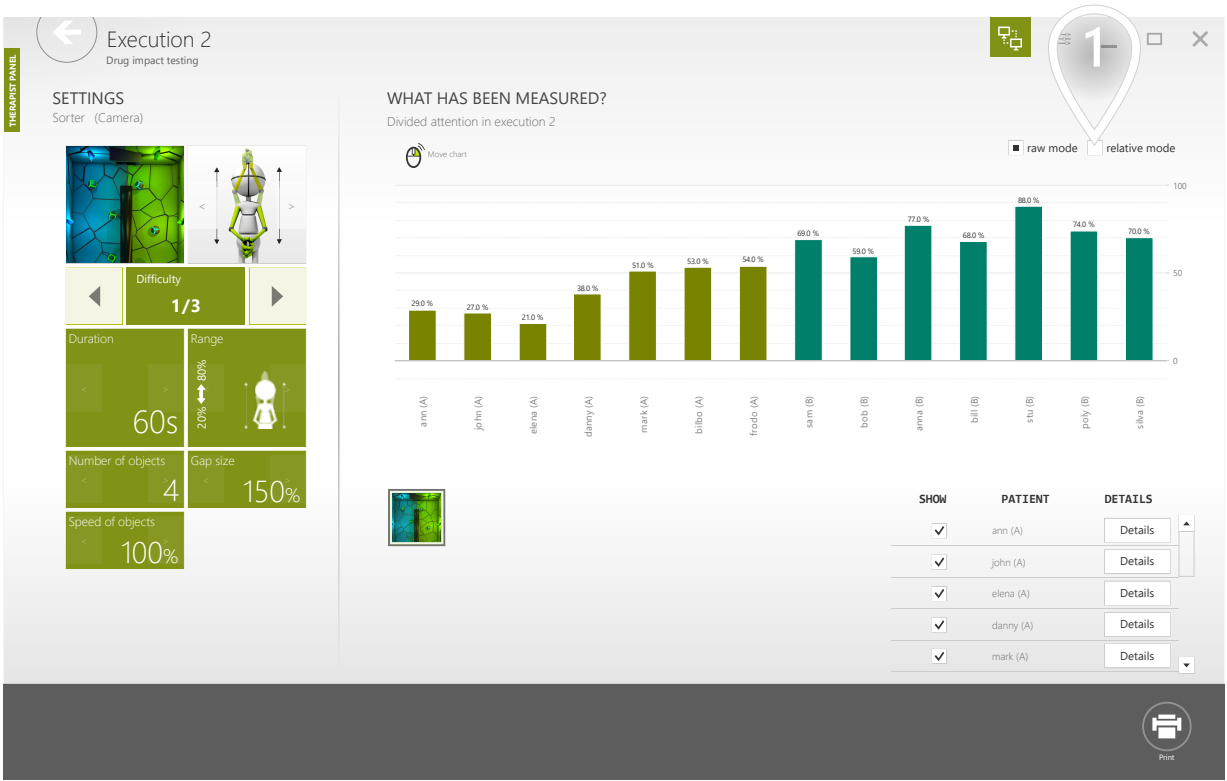 Execution 2
Drug impact testing
1
THERAPIST PANEL
SETTINGS
Sorter (Camera)
Difficulty
1/3
Duration
< >
60s
Range
20% 80%
Number of objects
< >
4
Gap size
<
150%
Speed of objects
<
100%
WHAT HAS BEEN MEASURED?
Divided attention in execution 2
Move chart
raw mode relative mode
100
50
0
29.0 %
27.0 %
21.0 %
38.0 %
51.0 %
53.0 %
54.0 %
69.0 %
59.0 %
77.0 %
68.0 %
88.0 %
74.0 %
70.0 %
ann (A)
john (A)
elena (A)
danny (A)
mark (A)
bilbo (A)
frodo (A)
sam (B)
bob (B)
anna (B)
bill (B)
stu (B)
poly (B)
silva (B)
SHOW PATIENT DETAILS
ann (A) Details
john (A) Details
elena (A) Details
danny (A) Details
mark (A) Details
Print